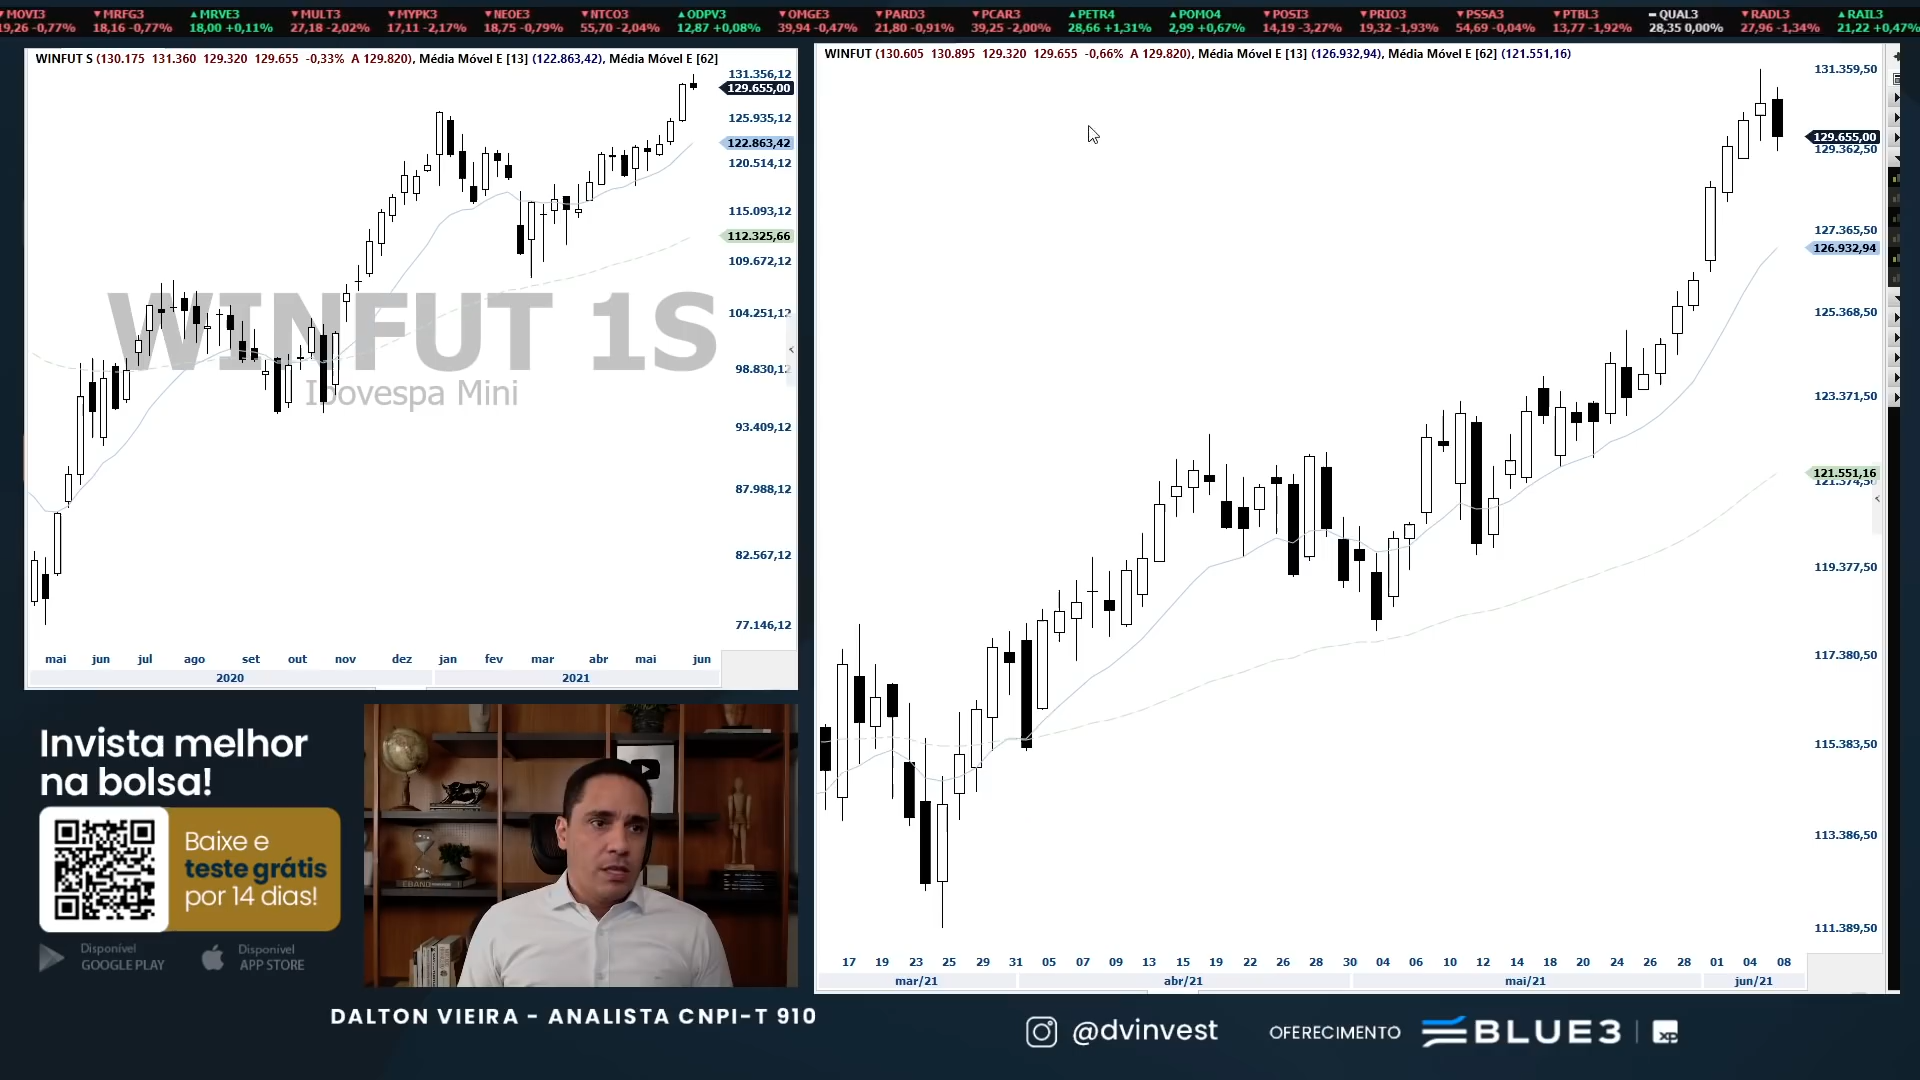 ▼MOVI3 ▼MRFG3 ▲MRVE3 ▼MULT3 ▼MYPK3 ▼NEOE3 ▼NTCO3 ▲ODPV3 ▼OMGE3 ▼PARD3 ▼PCAR3 ▲PETR4 ▲POMO4 ▼POSI3 ▼PRIO3 ▼PSSA3 ▼PTBL3 QUAL3 ▼RADL3 ▲RAIL3
19,26 -0,77% 18,16 -0,77% 18,00 +0,11% 27,18 -2,02% 17,11 -2,17% 18,75 -0,79% 55,70 -2,04% 12,87 +0,08% 39,94 -0,47% 21,80 -0,91% 39,25 -2,00% 28,66 +1,31% 2,99 +0,67% 14,19 -3,27% 19,32 -1,93% 54,69 -0,04% 13,77 -1,92% 28,35 0,00% 27,96 -1,34% 21,22 +0,47%
WINFUT S (130.175 131.360 129.320 129.655 -0,33% A 129.820), Média Móvel E [13] (122.863,42), Média Móvel E [62]
131.356,12
129.655,00
125.935,12
122.863,42
120.514,12
115.093,12
112.325,66
109.672,12
104.251,12
98.830,12
93.409,12
87.988,12
82.567,12
77.146,12
WINFUT 1S
Ibovespa Mini
mai jun jul ago set out nov dez jan fev mar abr mai jun
2020 2021
WINFUT (130.605 130.895 129.320 129.655 -0,66% A 129.820), Média Móvel E [13] (126.932,94), Média Móvel E [62] (121.551,16)
131.359,50
129.655,00
129.362,50
127.365,50
126.932,94
125.368,50
123.371,50
121.551,16
121.374,50
119.377,50
117.380,50
115.383,50
113.386,50
111.389,50
17 19 23 25 29 31 05 07 09 13 15 19 22 26 28 30 04 06 10 12 14 18 20 24 26 28 01 04 08
mar/21 abr/21 mai/21 jun/21
Invista melhor
na bolsa!
Baixe e
teste grátis
por 14 dias!
Disponível
GOOGLE PLAY
Disponível
APP STORE
DALTON VIEIRA - ANALISTA CNPI-T 910
@dvinvest
OFERECIMENTO
BLUE3
XP